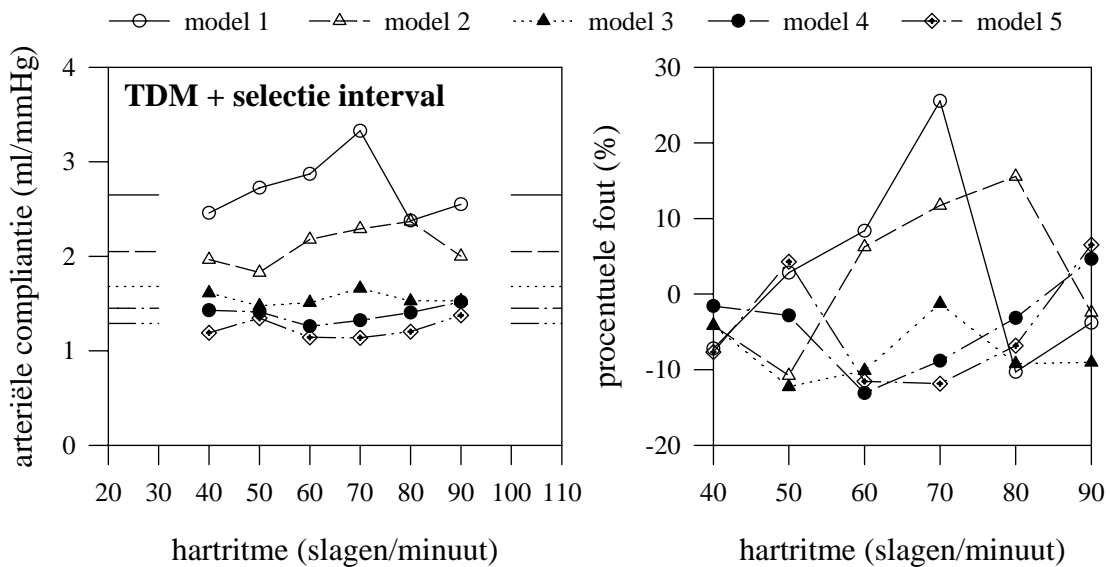 model 1 model 2 model 3 model 4 model 5
TDM + selectie interval
arteriële compliantie (ml/mmHg)
4
3
2
1
0
20 30 40 50 60 70 80 90 100 110
hartritme (slagen/minuut)
procentuele fout (%)
30
20
10
0
-10
-20
40 50 60 70 80 90
hartritme (slagen/minuut)